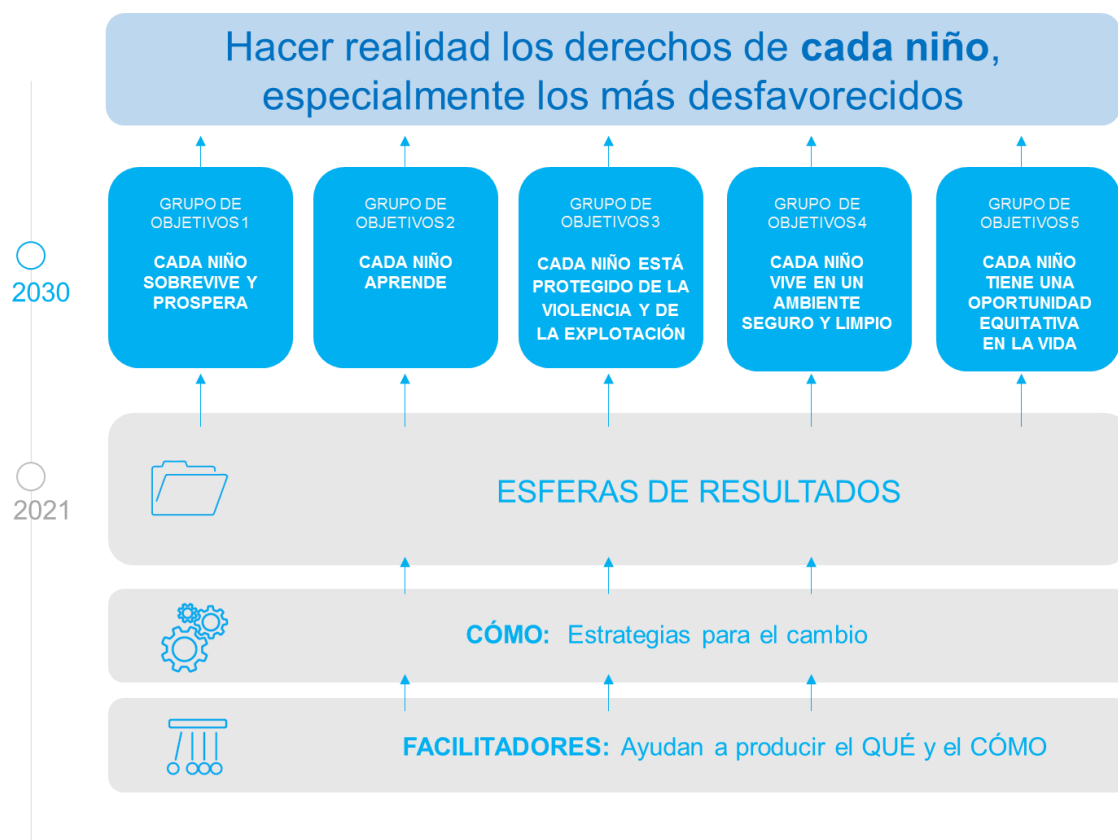 Hacer realidad los derechos de cada niño,
especialmente los más desfavorecidos
GRUPO DE
OBJETIVOS 1
CADA NIÑO
SOBREVIVE Y
PROSPERA
GRUPO DE
OBJETIVOS 2
CADA NIÑO
APRENDE
GRUPO DE
OBJETIVOS 3
CADA NIÑO ESTÁ
PROTEGIDO DE LA
VIOLENCIA Y DE
LA EXPLOTACIÓN
GRUPO DE
OBJETIVOS 4
CADA NIÑO
VIVE EN UN
AMBIENTE
SEGURO Y LIMPIO
GRUPO DE
OBJETIVOS 5
CADA NIÑO
TIENE UNA
OPORTUNIDAD
EQUITATIVA
EN LA VIDA
2030
ESFERAS DE RESULTADOS
2021
CÓMO: Estrategias para el cambio
FACILITADORES: Ayudan a producir el QUÉ y el CÓMO